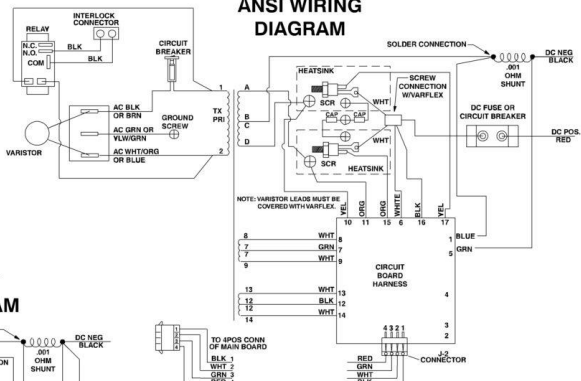 ANSI WIRING
DIAGRAM
INTERLOCK
CONNECTOR
RELAY
N.C.
N.O.
COM
BLK
BLK
CIRCUIT
BREAKER
AC BLK
OR BRN
AC GRN OR
YLW/GRN
AC WHT/ORG
OR BLUE
VARISTOR
GROUND
SCREW
1
TX
PRI
2
A
B
C
D
HEATSINK
SCR
WHT
CAP
CAP
WHT
SCR
HEATSINK
SCREW
CONNECTION
W/VARFLEX
SOLDER CONNECTION
.001
OHM
SHUNT
DC NEG
BLACK
DC FUSE OR
CIRCUIT BREAKER
DC POS.
RED
NOTE: VARISTOR LEADS MUST BE
COVERED WITH VARFLEX.
YEL
ORG
ORG
WHITE
BLK
YEL
10 11 15 6 16 17
8 WHT 8
7 GRN 7
7 WHT 9
9
13 WHT 13
12 BLK 12
12 WHT 14
14
1 BLUE
5 GRN
CIRCUIT
BOARD
HARNESS
4
3
2
4 3 2 1
J-2
CONNECTOR
RED
GRN
WHT
BLK
AM
ON
.001
OHM
SHUNT
DC NEG
BLACK
TO 4POS CONN
OF MAIN BOARD
BLK 1
WHT 2
GRN 3
RED 4